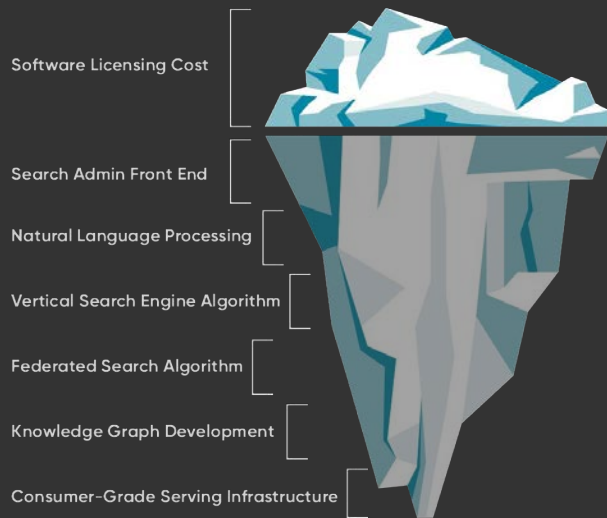 Software Licensing Cost
Search Admin Front End
Natural Language Processing
Vertical Search Engine Algorithm
Federated Search Algorithm
Knowledge Graph Development
Consumer-Grade Serving Infrastructure